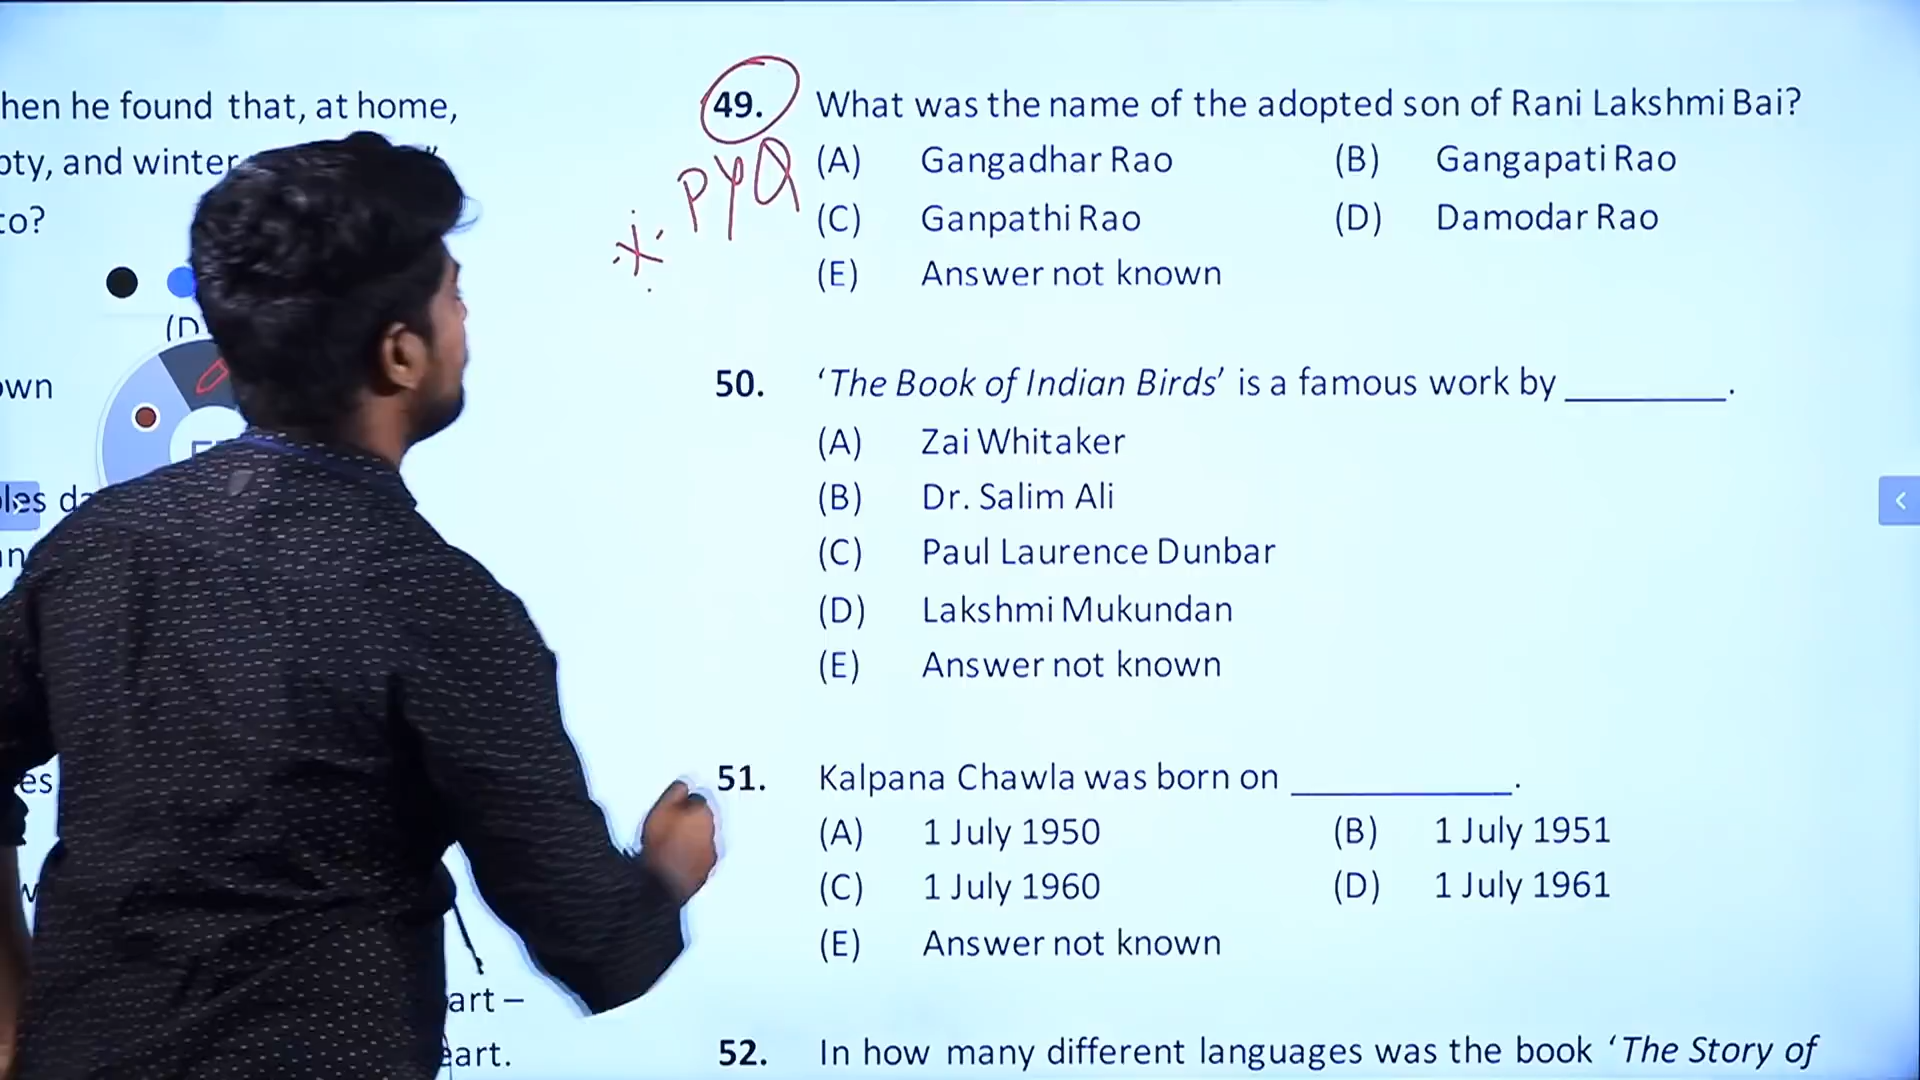 hen he found that, at home,
pty, and winter
to?
(D
own
les
es
art –
eart.
49. What was the name of the adopted son of Rani Lakshmi Bai?
PYQ
(A) Gangadhar Rao (B) Gangapati Rao
(C) Ganpathi Rao (D) Damodar Rao
(E) Answer not known
50. ‘The Book of Indian Birds’ is a famous work by ________.
(A) Zai Whitaker
(B) Dr. Salim Ali
(C) Paul Laurence Dunbar
(D) Lakshmi Mukundan
(E) Answer not known
51. Kalpana Chawla was born on ___________.
(A) 1 July 1950 (B) 1 July 1951
(C) 1 July 1960 (D) 1 July 1961
(E) Answer not known
52. In how many different languages was the book ‘The Story of